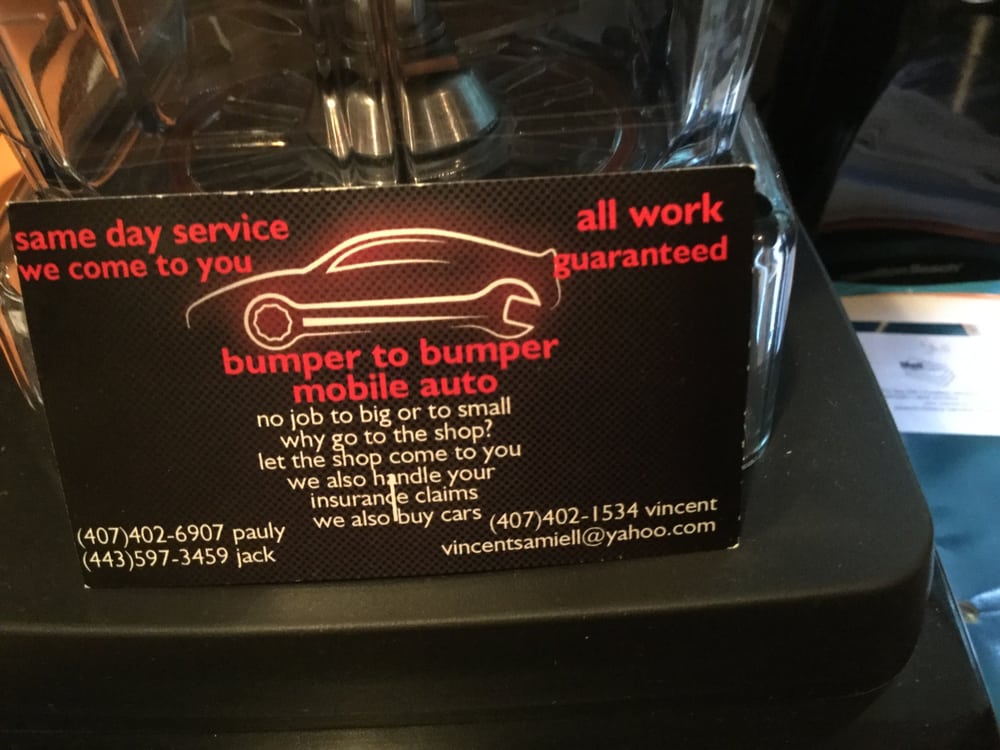 same day service
we come to you
all work
guaranteed
bumper to bumper
mobile auto
no job to big or to small
why go to the shop?
let the shop come to you
we also handle your
insurance claims
we also buy cars
(407)402-6907 pauly
(443)597-3459 jack
(407)402-1534 vincent
vincentsamiell@yahoo.com